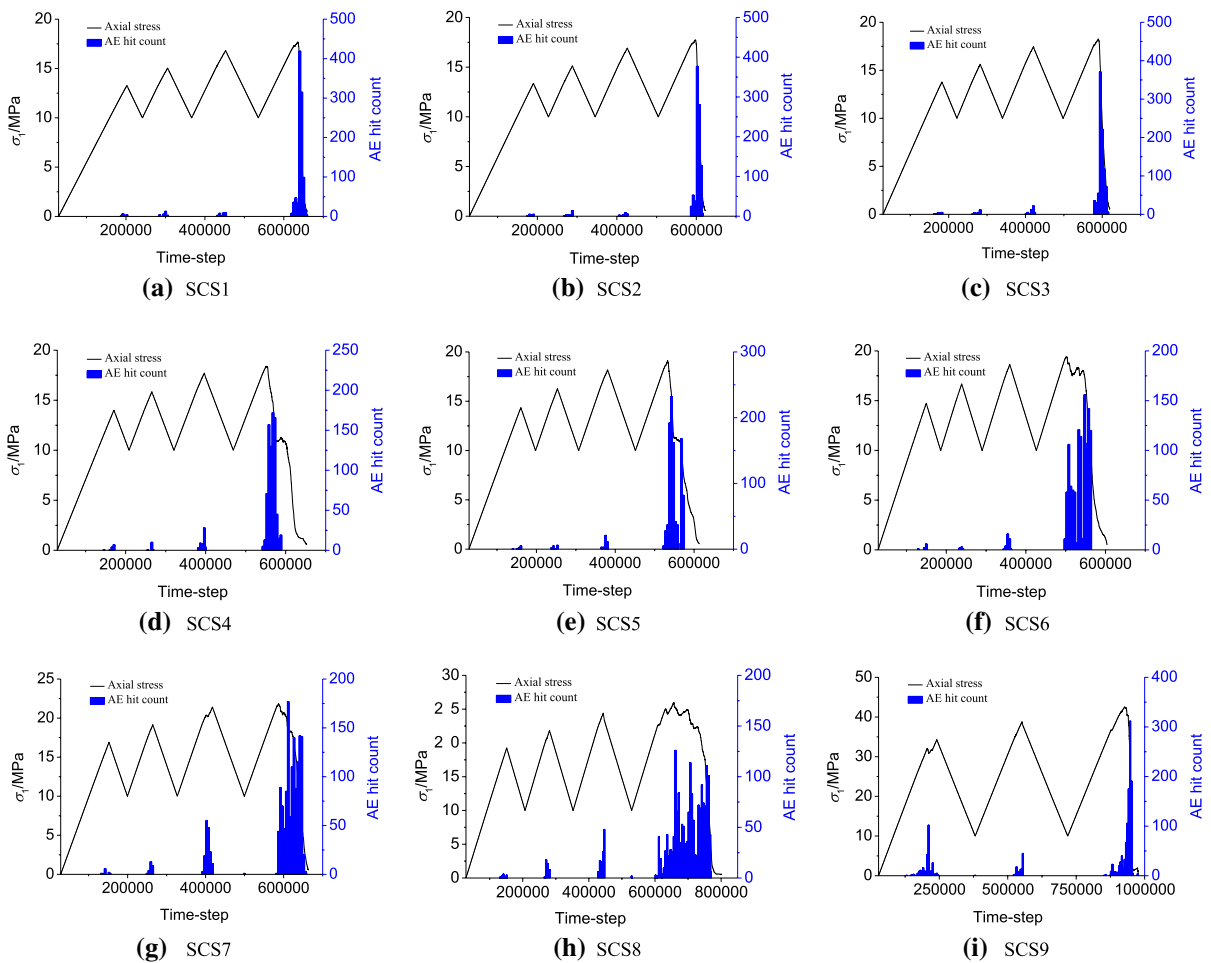 Axial stress
AE hit count
20
15
10
5
0
σ1/MPa
500
400
300
200
100
0
AE hit count
200000 400000 600000
Time-step
(a) SCS1
Axial stress
AE hit count
20
15
10
5
0
σ1/MPa
500
400
300
200
100
0
AE hit count
200000 400000 600000
Time-step
(b) SCS2
Axial stress
AE hit count
20
15
10
5
0
σ1/MPa
500
400
300
200
100
0
AE hit count
200000 400000 600000
Time-step
(c) SCS3
Axial stress
AE hit count
20
15
10
5
0
σ1/MPa
250
200
150
100
50
0
AE hit count
200000 400000 600000
Time-step
(d) SCS4
Axial stress
AE hit count
20
15
10
5
0
σ1/MPa
300
200
100
0
AE hit count
200000 400000 600000
Time-step
(e) SCS5
Axial stress
AE hit count
20
15
10
5
0
σ1/MPa
200
150
100
50
0
AE hit count
200000 400000 600000
Time-step
(f) SCS6
Axial stress
AE hit count
25
20
15
10
5
0
σ1/MPa
200
150
100
50
0
AE hit count
200000 400000 600000
Time-step
(g) SCS7
Axial stress
AE hit count
30
25
2 0
15
10
5
0
σ1/MPa
200
150
100
50
0
AE hit count
200000 400000 600000 800000
Time-step
(h) SCS8
Axial stress
AE hit count
50
40
30
20
10
0
σ1/MPa
400
300
200
100
0
AE hit count
250000 500000 750000 1000000
Time-step
(i) SCS9